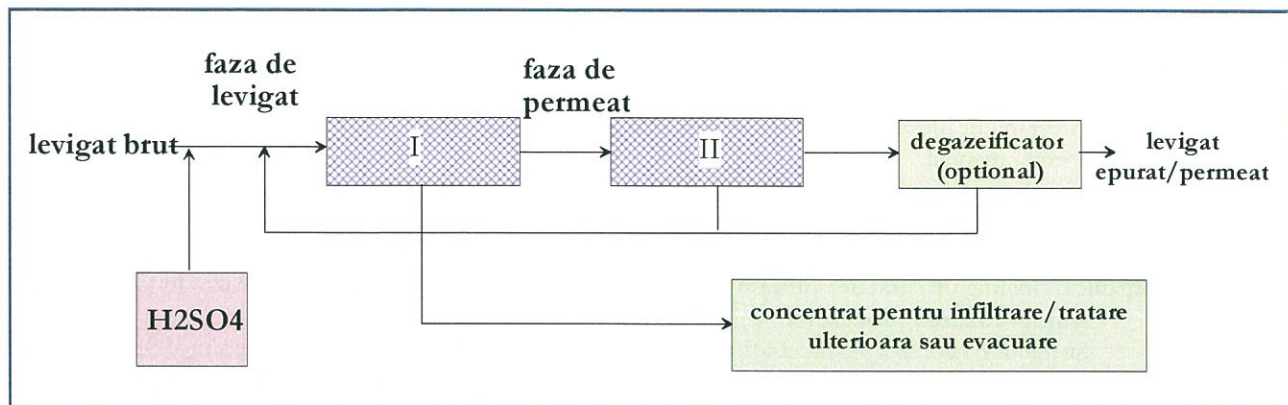 faza de
levigat
faza de
permeat
levigat brut
I
II
degazeificator
(optional)
levigat
epurat/permeat
H2SO4
concentrat pentru infiltrare/tratare
ulterioara sau evacuare